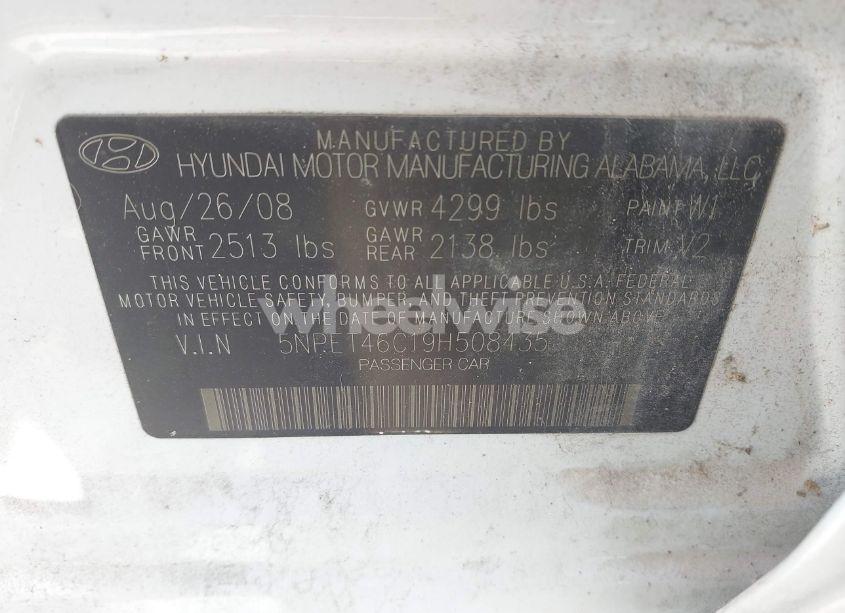 MANUFACTURED BY
HYUNDAI MOTOR MANUFACTURING ALABAMA, LLC
Aug/26/08 GVWR 4299 lbs PAINT W1
GAWR FRONT 2513 lbs GAWR REAR 2138 lbs TRIM V2
THIS VEHICLE CONFORMS TO ALL APPLICABLE U.S.A. FEDERAL
MOTOR VEHICLE SAFETY, BUMPER, AND THEFT PREVENTION STANDARDS
IN EFFECT ON THE DATE OF MANUFACTURE SHOWN ABOVE.
wheelwise
V.I.N 5NPET46C19H508435
PASSENGER CAR